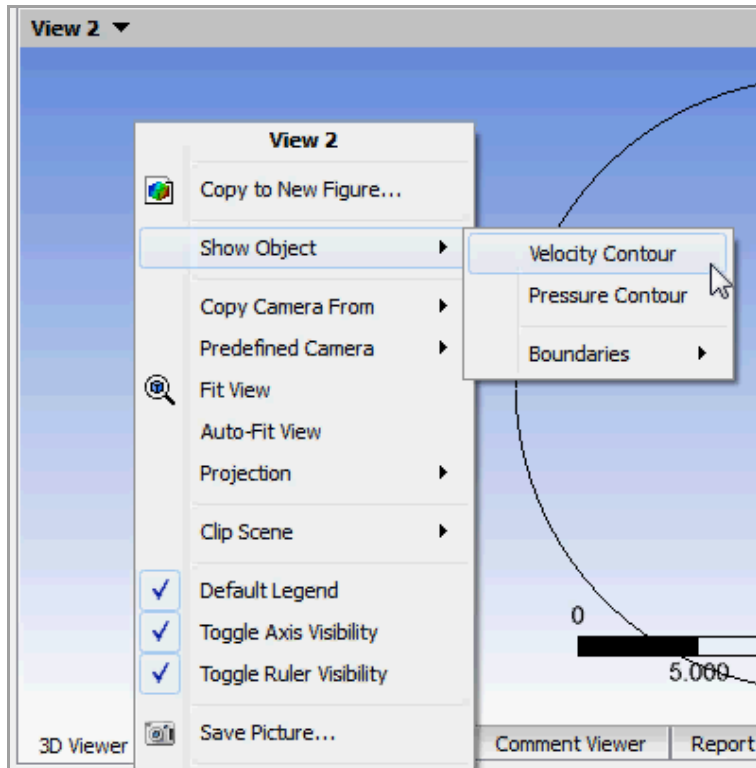 View 2
View 2
Copy to New Figure...
Show Object
Velocity Contour
Pressure Contour
Boundaries
Copy Camera From
Predefined Camera
Fit View
Auto-Fit View
Projection
Clip Scene
Default Legend
Toggle Axis Visibility
Toggle Ruler Visibility
Save Picture...
0
5.000
3D Viewer
Comment Viewer
Report